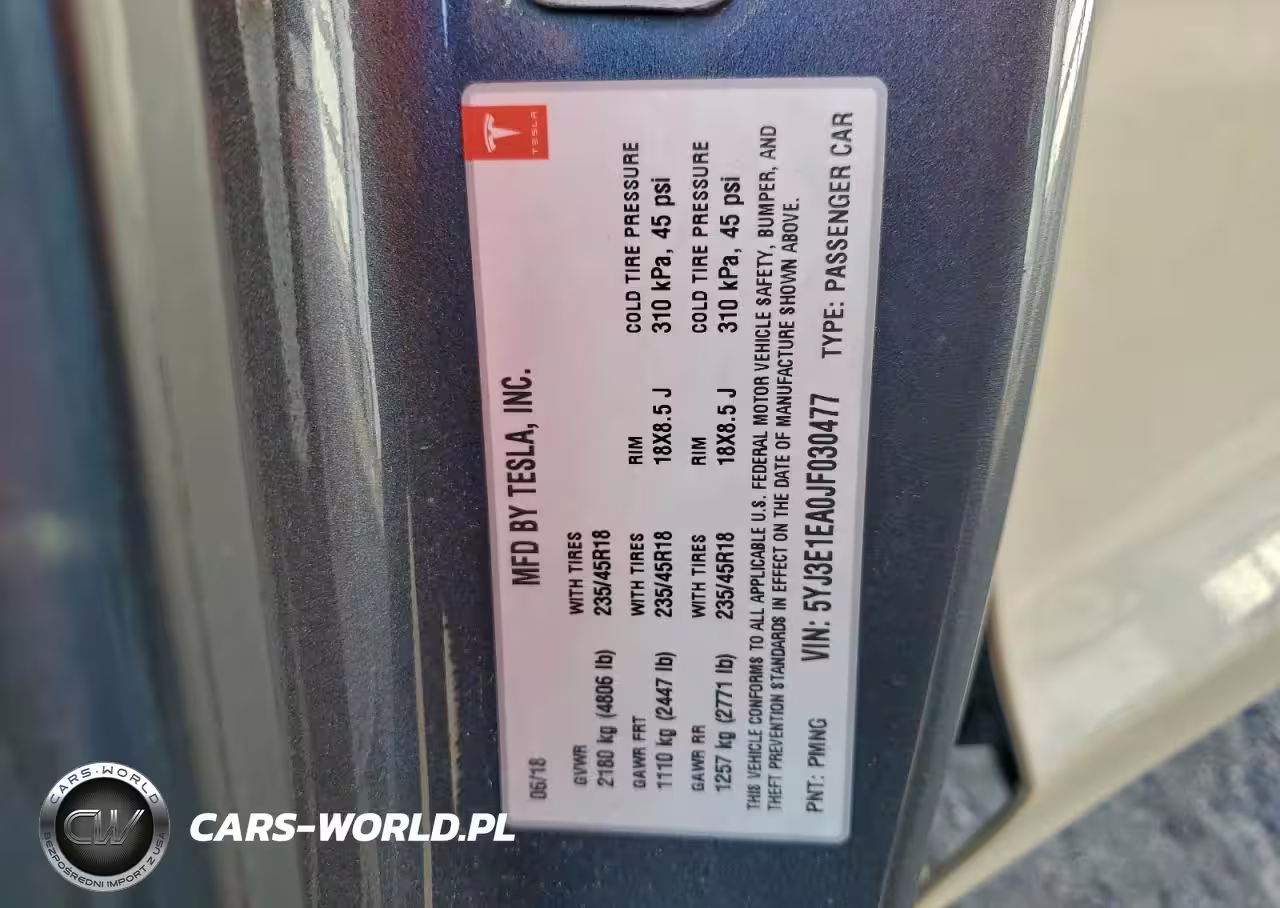 TESLA
MFD BY TESLA, INC.
06/18
GVWR WITH TIRES
2180 kg (4806 lb) 235/45R18
GAWR FRT WITH TIRES RIM COLD TIRE PRESSURE
1110 kg (2447 lb) 235/45R18 18X8.5 J 310 kPa, 45 psi
GAWR RR WITH TIRES RIM COLD TIRE PRESSURE
1257 kg (2771 lb) 235/45R18 18X8.5 J 310 kPa, 45 psi
THIS VEHICLE CONFORMS TO ALL APPLICABLE U.S. FEDERAL MOTOR VEHICLE SAFETY, BUMPER, AND
THEFT PREVENTION STANDARDS IN EFFECT ON THE DATE OF MANUFACTURE SHOWN ABOVE.
PNT: PMNG VIN: 5YJ3E1EA0JF030477 TYPE: PASSENGER CAR
CARS-WORLD
CW
BEZPOŚREDNI IMPORT Z USA
CARS-WORLD.PL